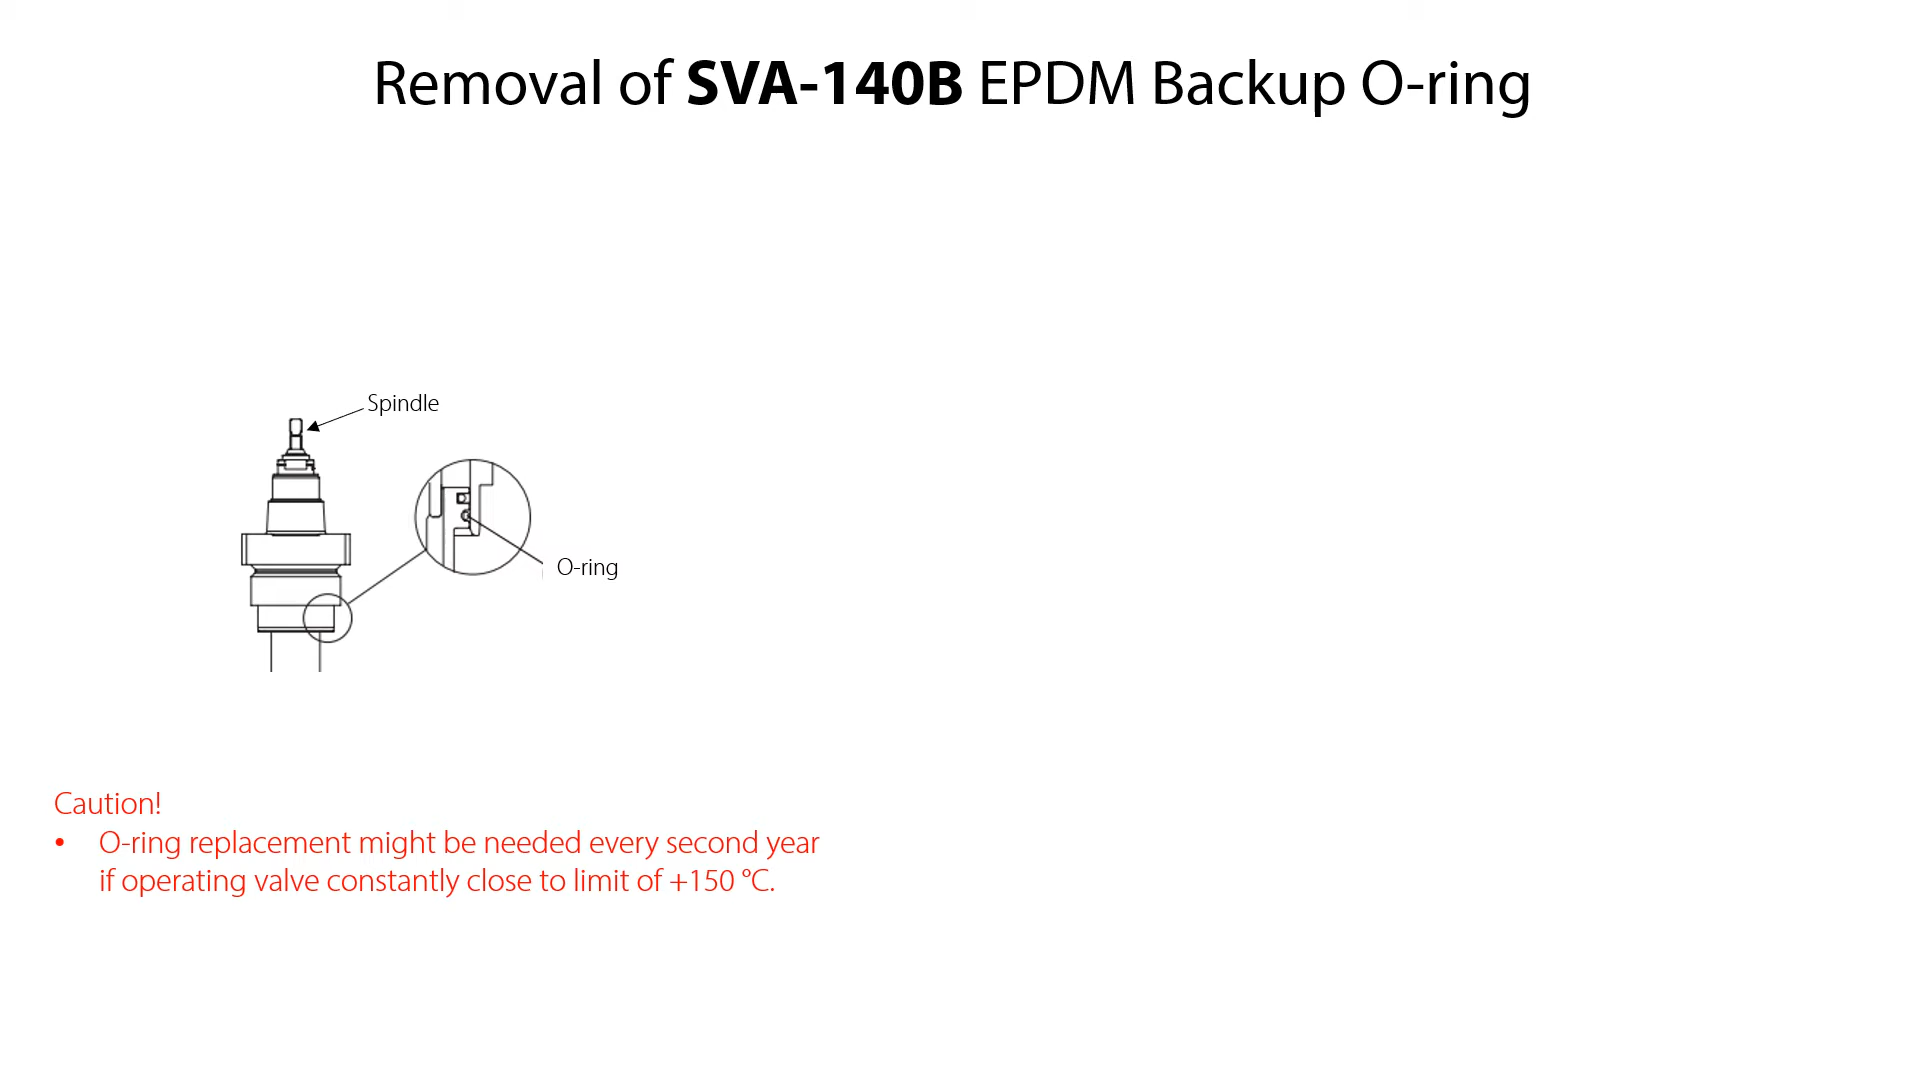 Removal of SVA-140B EPDM Backup O-ring
Spindle
O-ring
Caution!
• O-ring replacement might be needed every second year
if operating valve constantly close to limit of +150 °C.